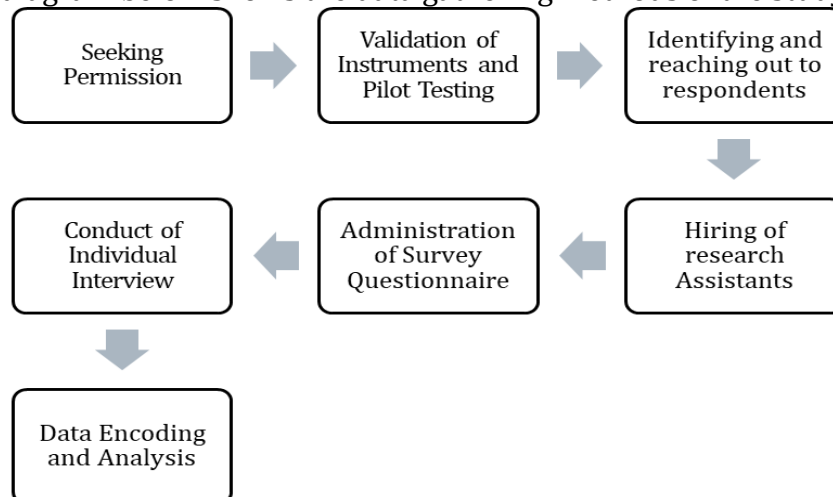 Seeking
Permission
Validation of
Instruments and
Pilot Testing
Identifying and
reaching out to
respondents
Hiring of
research
Assistants
Administration
of Survey
Questionnaire
Conduct of
Individual
Interview
Data Encoding
and Analysis